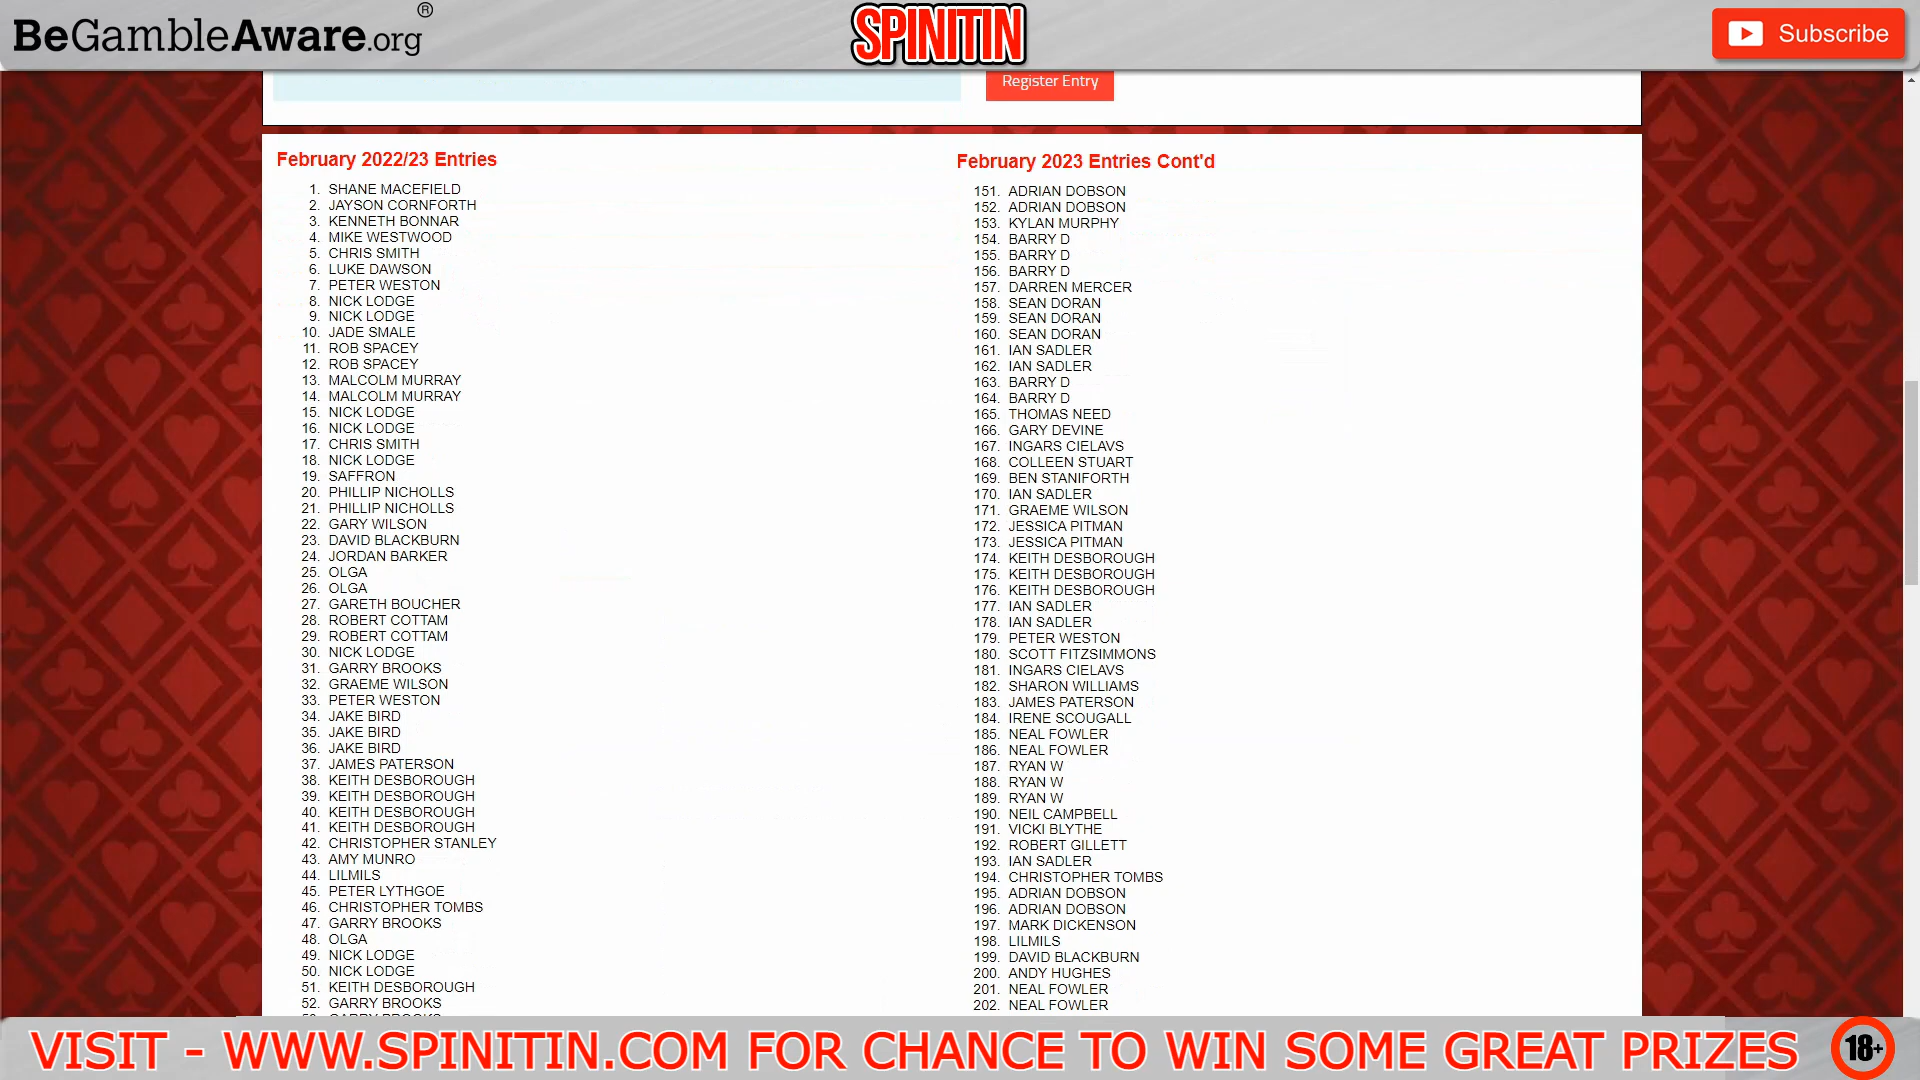 BeGambleAware.org®
SPINITIN
Subscribe
Register Entry
February 2022/23 Entries
1. SHANE MACEFIELD
2. JAYSON CORNFORTH
3. KENNETH BONNAR
4. MIKE WESTWOOD
5. CHRIS SMITH
6. LUKE DAWSON
7. PETER WESTON
8. NICK LODGE
9. NICK LODGE
10. JADE SMALE
11. ROB SPACEY
12. ROB SPACEY
13. MALCOLM MURRAY
14. MALCOLM MURRAY
15. NICK LODGE
16. NICK LODGE
17. CHRIS SMITH
18. NICK LODGE
19. SAFFRON
20. PHILLIP NICHOLLS
21. PHILLIP NICHOLLS
22. GARY WILSON
23. DAVID BLACKBURN
24. JORDAN BARKER
25. OLGA
26. OLGA
27. GARETH BOUCHER
28. ROBERT COTTAM
29. ROBERT COTTAM
30. NICK LODGE
31. GARRY BROOKS
32. GRAEME WILSON
33. PETER WESTON
34. JAKE BIRD
35. JAKE BIRD
36. JAKE BIRD
37. JAMES PATERSON
38. KEITH DESBOROUGH
39. KEITH DESBOROUGH
40. KEITH DESBOROUGH
41. KEITH DESBOROUGH
42. CHRISTOPHER STANLEY
43. AMY MUNRO
44. LILMILS
45. PETER LYTHGOE
46. CHRISTOPHER TOMBS
47. GARRY BROOKS
48. OLGA
49. NICK LODGE
50. NICK LODGE
51. KEITH DESBOROUGH
52. GARRY BROOKS
February 2023 Entries Cont'd
151. ADRIAN DOBSON
152. ADRIAN DOBSON
153. KYLAN MURPHY
154. BARRY D
155. BARRY D
156. BARRY D
157. DARREN MERCER
158. SEAN DORAN
159. SEAN DORAN
160. SEAN DORAN
161. IAN SADLER
162. IAN SADLER
163. BARRY D
164. BARRY D
165. THOMAS NEED
166. GARY DEVINE
167. INGARS CIELAVS
168. COLLEEN STUART
169. BEN STANIFORTH
170. IAN SADLER
171. GRAEME WILSON
172. JESSICA PITMAN
173. JESSICA PITMAN
174. KEITH DESBOROUGH
175. KEITH DESBOROUGH
176. KEITH DESBOROUGH
177. IAN SADLER
178. IAN SADLER
179. PETER WESTON
180. SCOTT FITZSIMMONS
181. INGARS CIELAVS
182. SHARON WILLIAMS
183. JAMES PATERSON
184. IRENE SCOUGALL
185. NEAL FOWLER
186. NEAL FOWLER
187. RYAN W
188. RYAN W
189. RYAN W
190. NEIL CAMPBELL
191. VICKI BLYTHE
192. ROBERT GILLETT
193. IAN SADLER
194. CHRISTOPHER TOMBS
195. ADRIAN DOBSON
196. ADRIAN DOBSON
197. MARK DICKENSON
198. LILMILS
199. DAVID BLACKBURN
200. ANDY HUGHES
201. NEAL FOWLER
202. NEAL FOWLER
VISIT - WWW.SPINITIN.COM FOR CHANCE TO WIN SOME GREAT PRIZES
18+